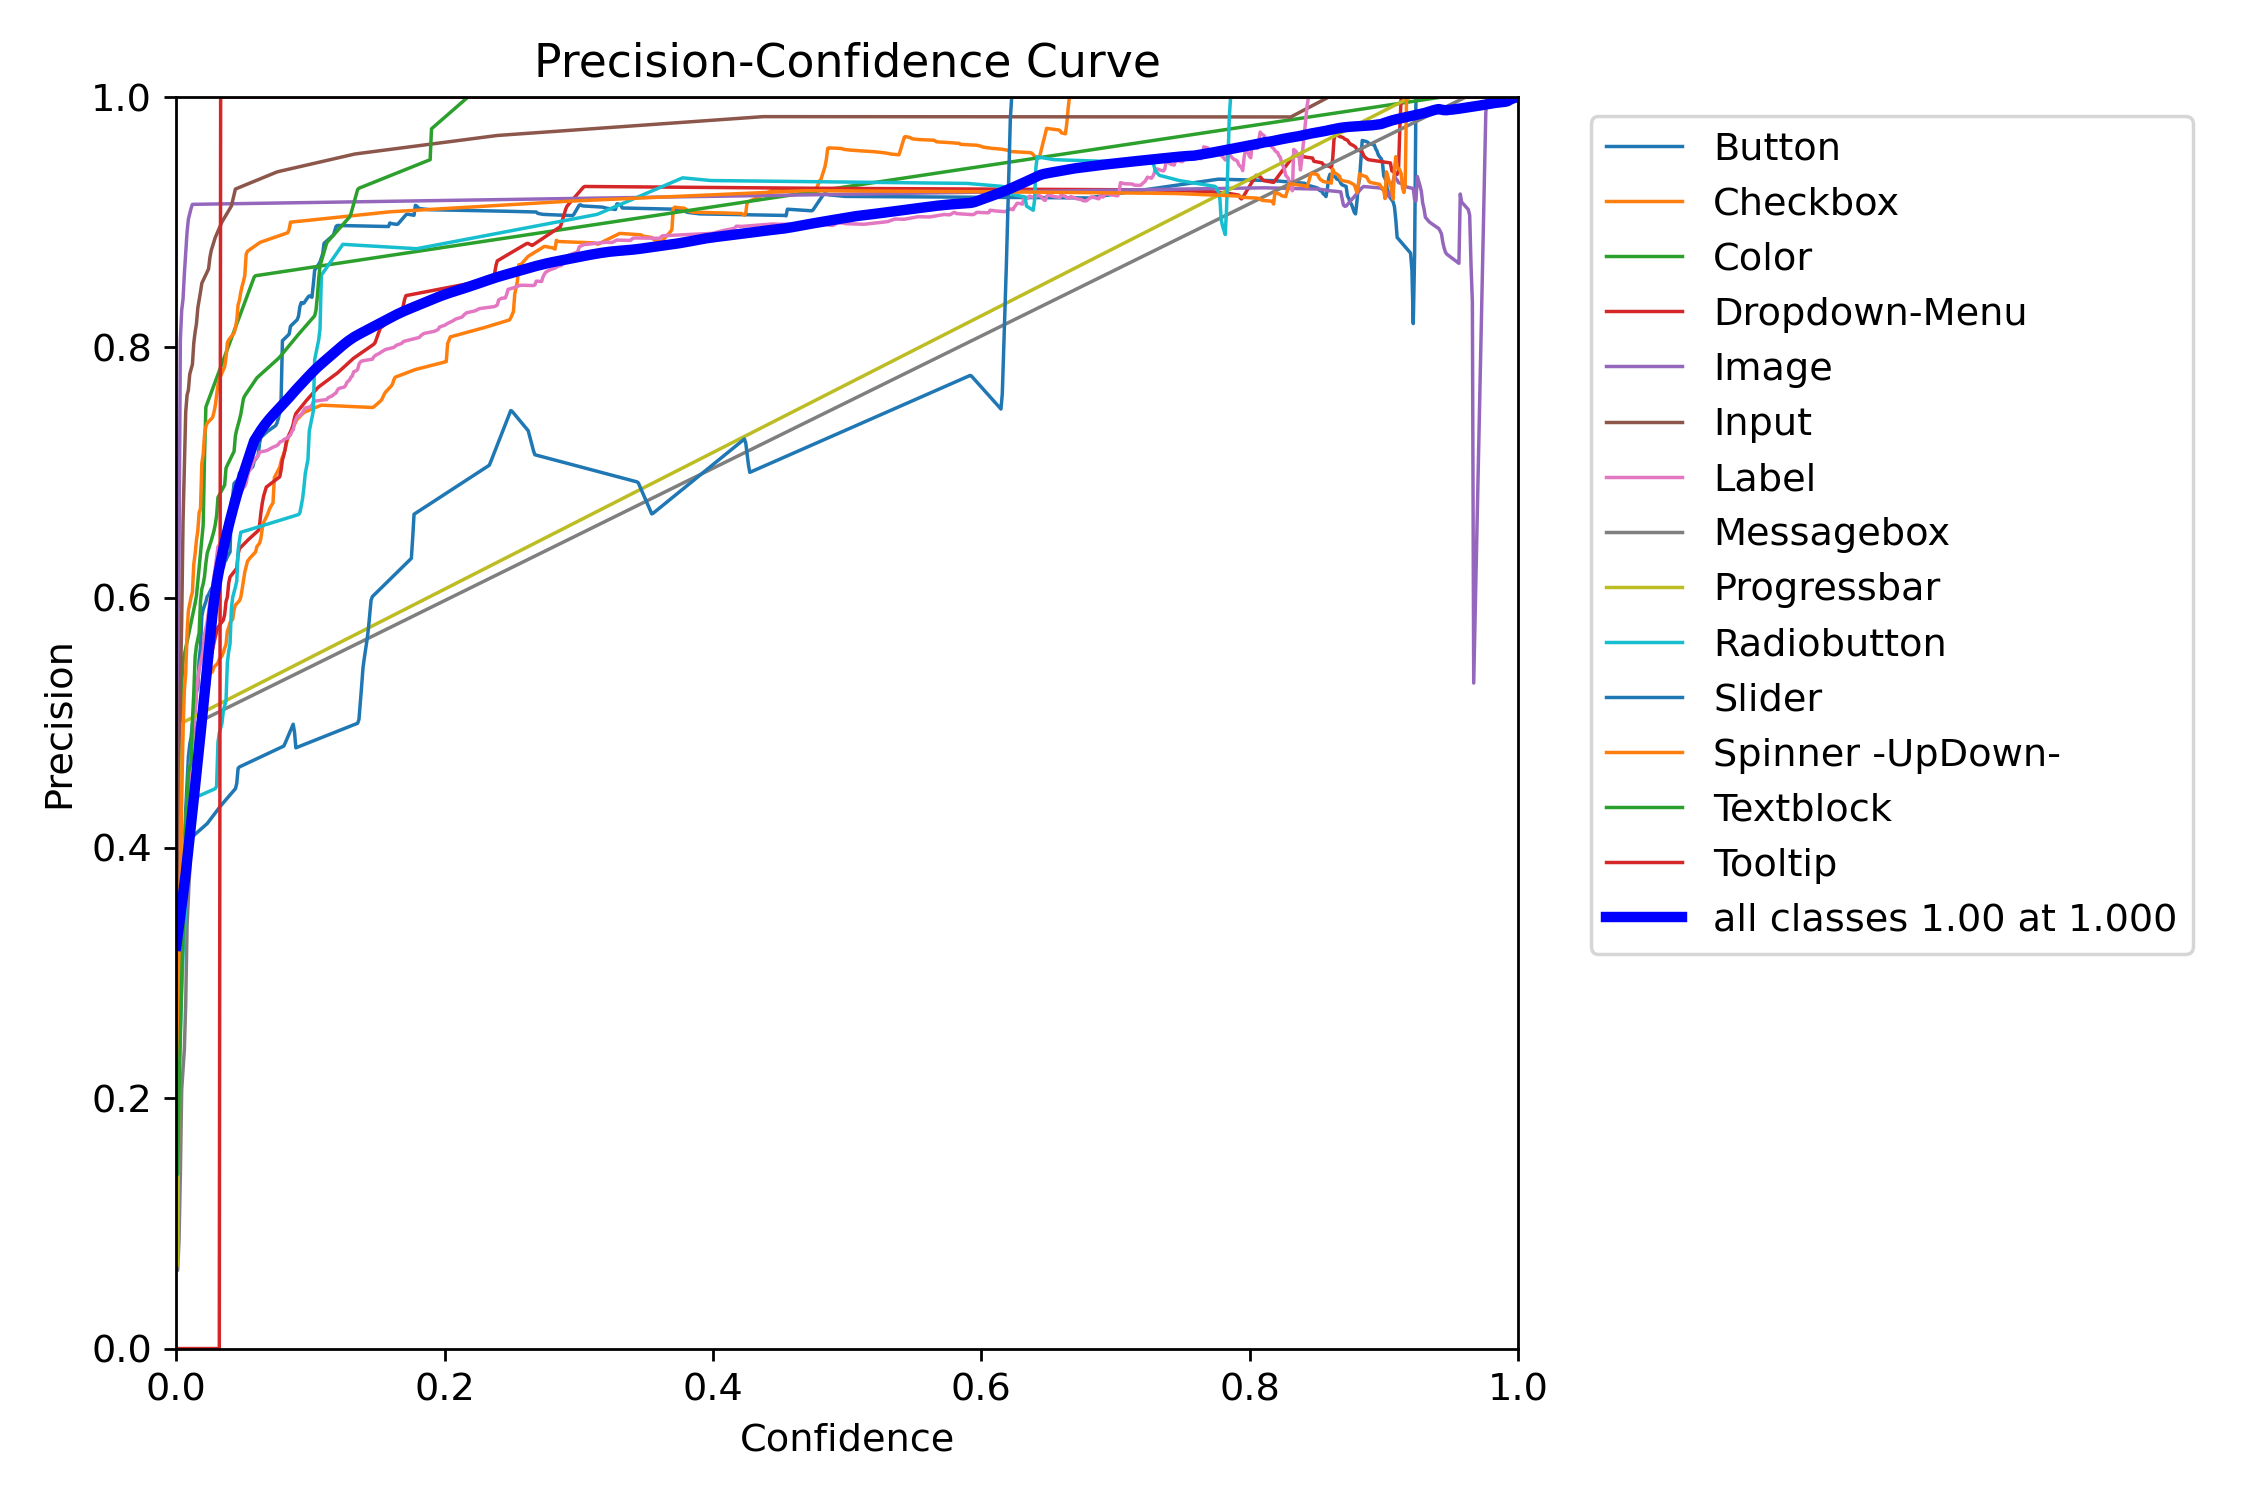 Precision-Confidence Curve
1.0
0.8
0.6
0.4
0.2
0.0
Precision
0.0 0.2 0.4 0.6 0.8 1.0
Confidence
Button
Checkbox
Color
Dropdown-Menu
Image
Input
Label
Messagebox
Progressbar
Radiobutton
Slider
Spinner -UpDown-
Textblock
Tooltip
all classes 1.00 at 1.000